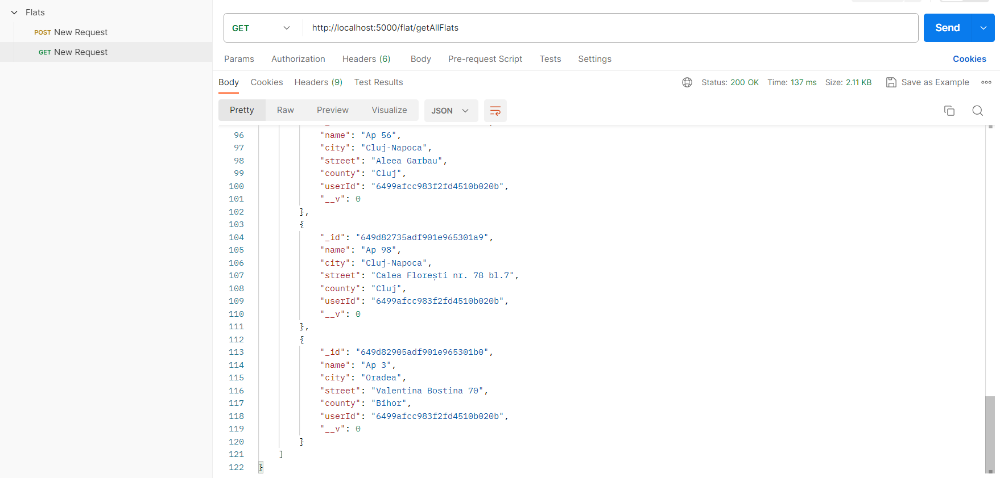 Flats
POST New Request
GET New Request
GET http://localhost:5000/flat/getAllFlats Send
Params Authorization Headers (6) Body Pre-request Script Tests Settings Cookies
Body Cookies Headers (9) Test Results Status: 200 OK Time: 137 ms Size: 2.11 KB Save as Example
Pretty Raw Preview Visualize JSON
96 "name": "Ap 56",
97 "city": "Cluj-Napoca",
98 "street": "Aleea Garbau",
99 "county": "Cluj",
100 "userId": "6499afcc983f2fd4510b020b",
101 "__v": 0
102 },
103 {
104 "_id": "649d82735adf901e965301a9",
105 "name": "Ap 98",
106 "city": "Cluj-Napoca",
107 "street": "Calea Florești nr. 78 bl.7",
108 "county": "Cluj",
109 "userId": "6499afcc983f2fd4510b020b",
110 "__v": 0
111 },
112 {
113 "_id": "649d82905adf901e965301b0",
114 "name": "Ap 3",
115 "city": "Oradea",
116 "street": "Valentina Bostina 70",
117 "county": "Bihor",
118 "userId": "6499afcc983f2fd4510b020b",
119 "__v": 0
120 }
121 ]
122 }